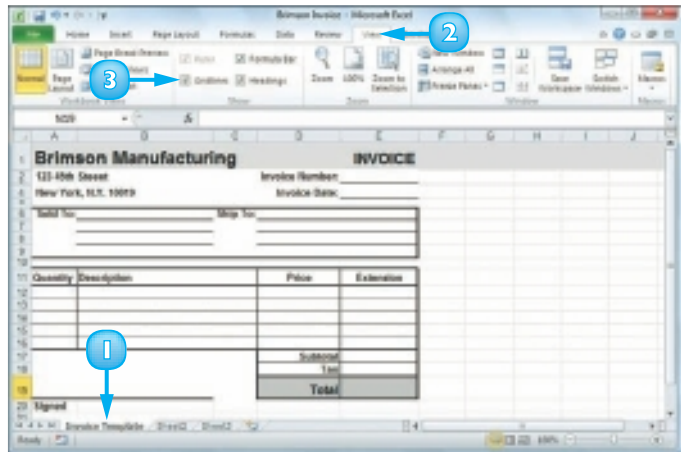 Brimson Invoice - Microsoft Excel
File Home Insert Page Layout Formulas Data Review View
2
Normal Page Layout Page Break Preview Ruler Formula Bar Gridlines Headings Zoom 100% Zoom to Selection New Window Arrange All Freeze Panes Save Workspace Switch Windows Macros
3
Workbook Views Show Zoom Window Macros
A B C D E F G H I J
1 Brimson Manufacturing INVOICE
Invoice Number:
New York, N.Y. 10019 Invoice Date:
Sold To: Ship To:
Quantity Description Price Extension
1
Subtotal
Tax
Total
Signed
Invoice Template Sheet2 Sheet3
Ready 100%